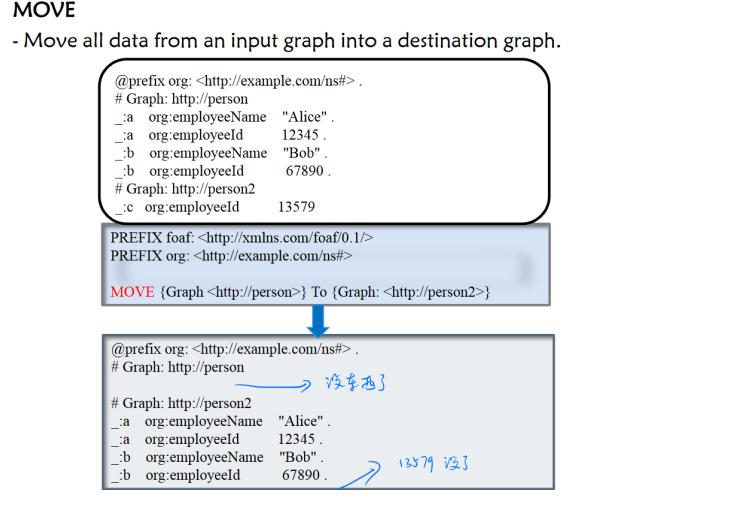 MOVE
- Move all data from an input graph into a destination graph.
@prefix org: <http://example.com/ns#> .
# Graph: http://person
_:a org:employeeName "Alice" .
_:a org:employeeId 12345 .
_:b org:employeeName "Bob" .
_:b org:employeeId 67890 .
# Graph: http://person2
_:c org:employeeId 13579
PREFIX foaf: <http://xmlns.com/foaf/0.1/>
PREFIX org: <http://example.com/ns#>
MOVE {Graph <http://person>} To {Graph: <http://person2>}
@prefix org: <http://example.com/ns#> .
# Graph: http://person
没东西了
# Graph: http://person2
_:a org:employeeName "Alice" .
_:a org:employeeId 12345 .
_:b org:employeeName "Bob" .
_:b org:employeeId 67890 .
13579 没了